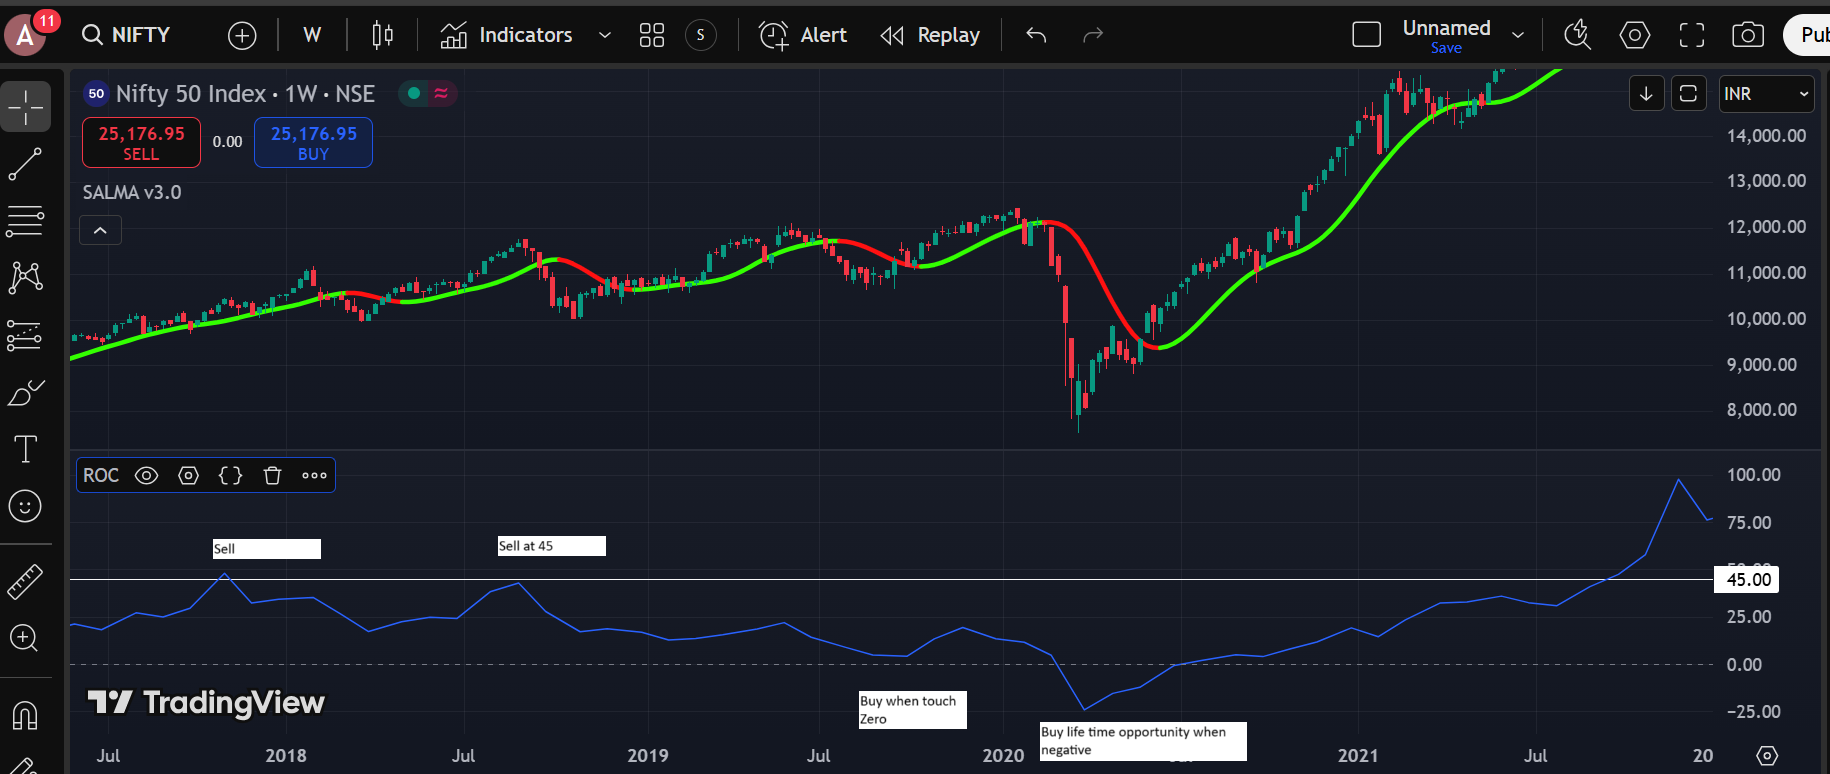 A
11
NIFTY
W
Indicators
S
Alert
Replay
Unnamed
Save
Pub
50
Nifty 50 Index · 1W · NSE
INR
25,176.95
SELL
0.00
25,176.95
BUY
SALMA v3.0
14,000.00
13,000.00
12,000.00
11,000.00
10,000.00
9,000.00
8,000.00
ROC
100.00
75.00
Sell
Sell at 45
45.00
25.00
0.00
TradingView
Buy when touch
Zero
-25.00
Buy life time opportunity when
negative
Jul
2018
Jul
2019
Jul
2020
2021
Jul
20